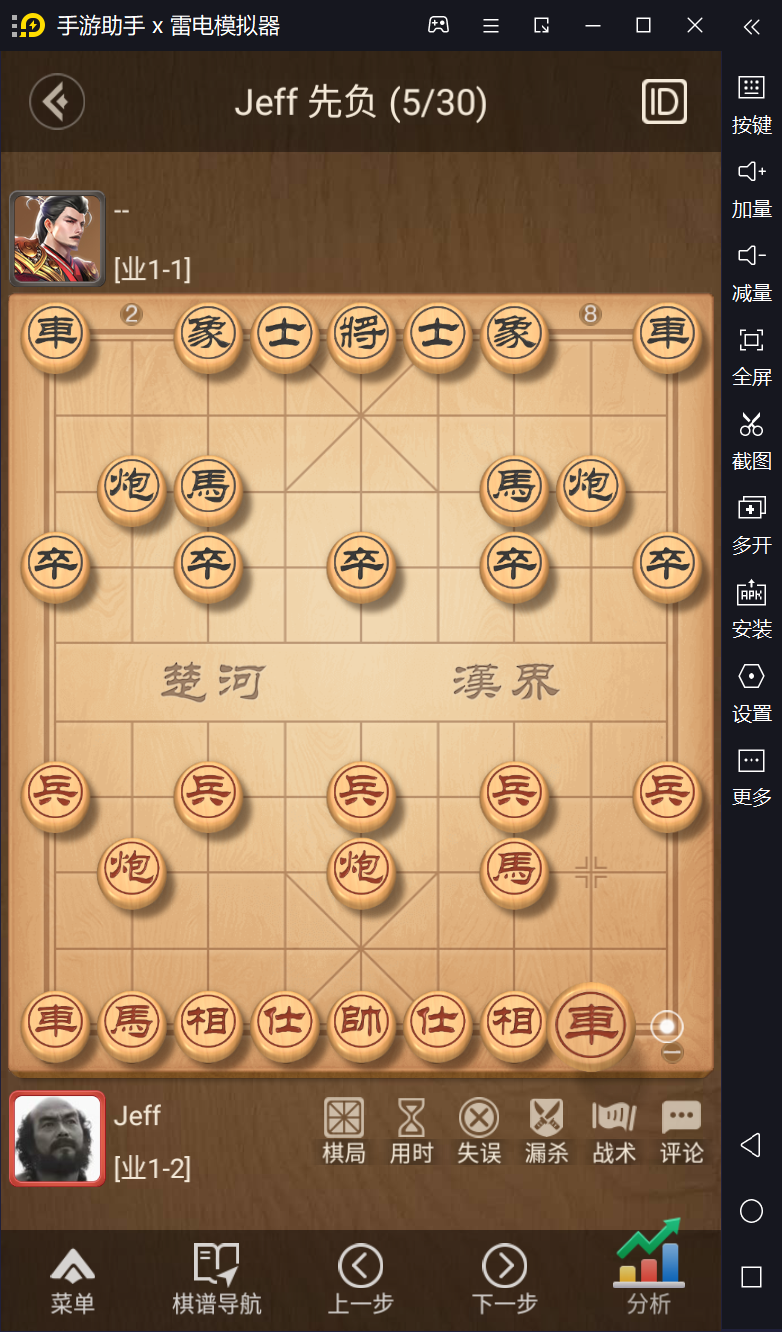 手游助手 x 雷电模拟器
Jeff 先负 (5/30)
ID
按键
加量
减量
全屏
截图
多开
APK
安装
设置
更多
--
[业1-1]
2 8
車 象 士 將 士 象 車
炮 馬 馬 炮
卒 卒 卒 卒 卒
楚河 漢界
兵 兵 兵 兵 兵
炮 炮 馬
車 馬 相 仕 帥 仕 相 車
一
Jeff
[业1-2]
棋局 用时 失误 漏杀 战术 评论
菜单 棋谱导航 上一步 下一步 分析